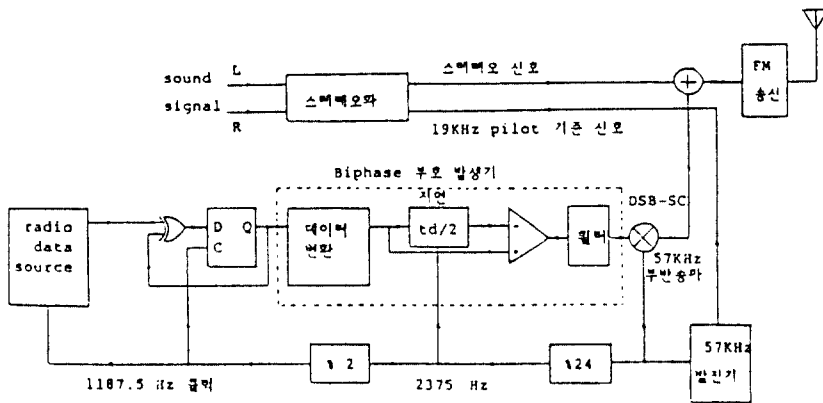 FM
송신
sound L
signal
R
스테레오화
스테레오 신호
19KHz pilot 기준 신호
Biphase 부호 발생기
지연
DSB-SC
radio
data
source
D Q
C
데이터
변환
td/2
필터
57KHz
부반송파
57KHz
발진기
% 2
%24
1187.5 Hz 클럭
2375 Hz